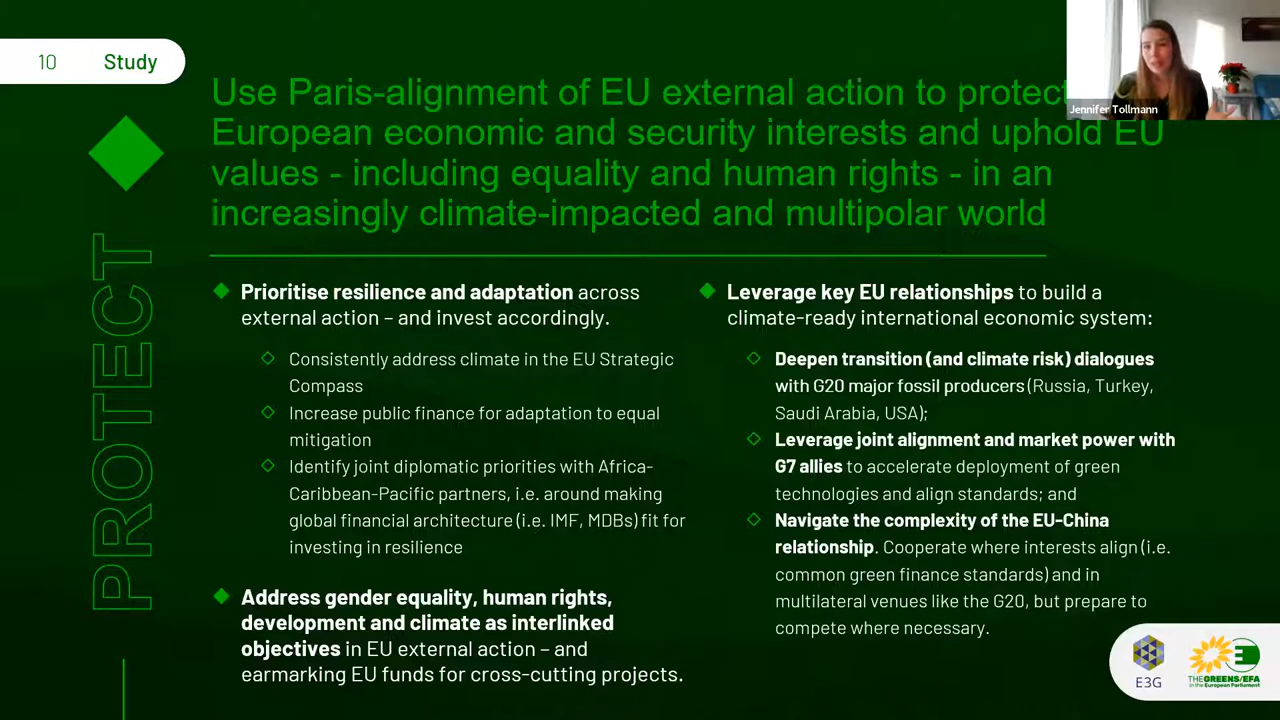 10 Study
Jennifer Tollmann
Use Paris-alignment of EU external action to protect
European economic and security interests and uphold EU
values - including equality and human rights - in an
increasingly climate-impacted and multipolar world
PROTECT
Prioritise resilience and adaptation across
external action – and invest accordingly.
Consistently address climate in the EU Strategic
Compass
Increase public finance for adaptation to equal
mitigation
Identify joint diplomatic priorities with Africa-
Caribbean-Pacific partners, i.e. around making
global financial architecture (i.e. IMF, MDBs) fit for
investing in resilience
Address gender equality, human rights,
development and climate as interlinked
objectives in EU external action – and
earmarking EU funds for cross-cutting projects.
Leverage key EU relationships to build a
climate-ready international economic system:
Deepen transition (and climate risk) dialogues
with G20 major fossil producers (Russia, Turkey,
Saudi Arabia, USA);
Leverage joint alignment and market power with
G7 allies to accelerate deployment of green
technologies and align standards; and
Navigate the complexity of the EU-China
relationship. Cooperate where interests align (i.e.
common green finance standards) and in
multilateral venues like the G20, but prepare to
compete where necessary.
E3G
THE GREENS/EFA
in the European Parliament